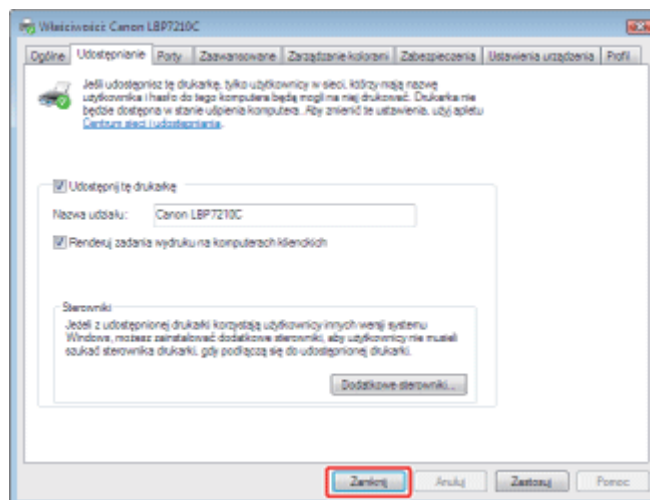 Właściwości: Canon LBP7210C
Ogólne Udostępnianie Porty Zaawansowane Zarządzanie kolorami Zabezpieczenia Ustawienia urządzenia Profil
Jeśli udostępnisz tę drukarkę, tylko użytkownicy w sieci, którzy mają nazwę
użytkownika i hasło do tego komputera będą mogli na niej drukować. Drukarka nie
będzie dostępna w stanie uśpienia komputera. Aby zmienić te ustawienia, użyj apletu
Centrum sieci i udostępniania.
Udostępnij tę drukarkę
Nazwa udziału: Canon LBP7210C
Renderuj zadania wydruku na komputerach klienckich
Sterowniki
Jeżeli z udostępnionej drukarki korzystają użytkownicy innych wersji systemu
Windows, możesz zainstalować dodatkowe sterowniki, aby użytkownicy nie musieli
szukać sterownika drukarki, gdy podłączą się do udostępnionej drukarki.
Dodatkowe sterowniki...
Zamknij Anuluj Zastosuj Pomoc